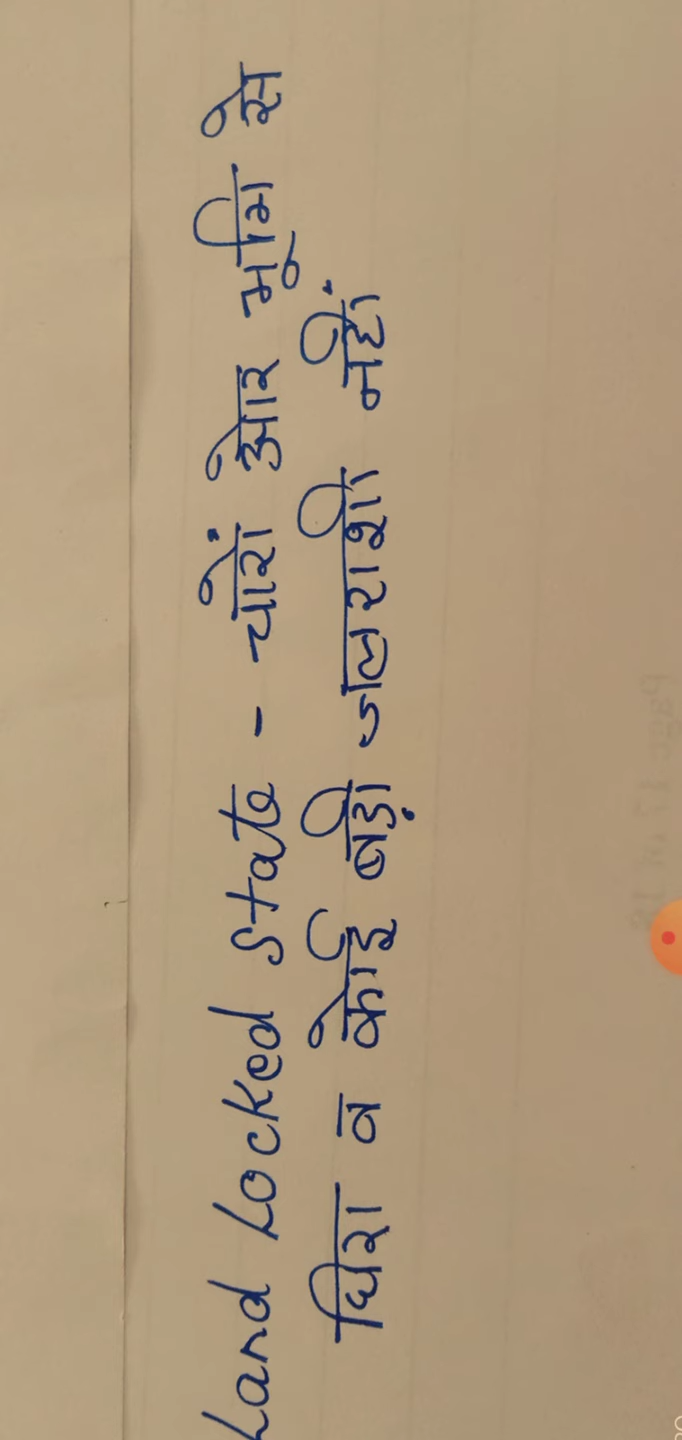 Land Locked State - चारों ओर भूमि से
घिरा व कोई बड़ी जलराशी नहीं